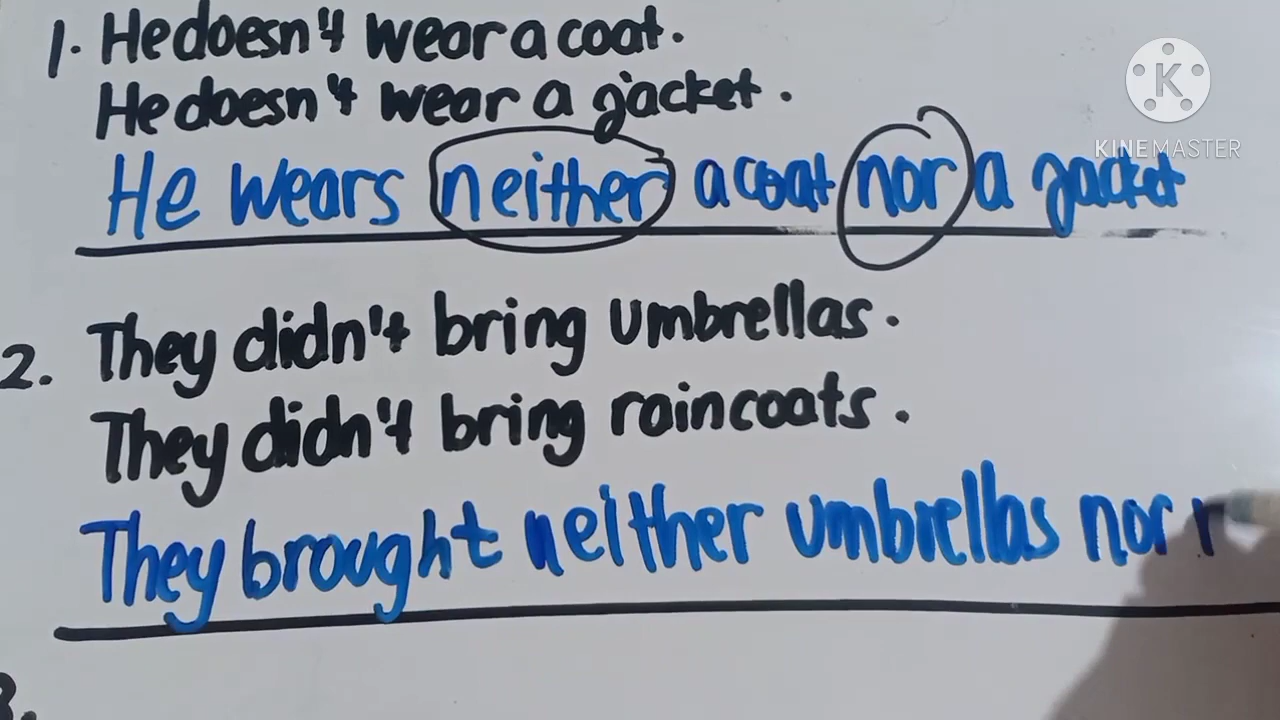 1. He doesn't wear a coat.
He doesn't wear a jacket.
He wears neither a coat nor a jacket
2. They didn't bring umbrellas.
They didn't bring raincoats.
They brought neither umbrellas nor r
3.
K
KINEMASTER